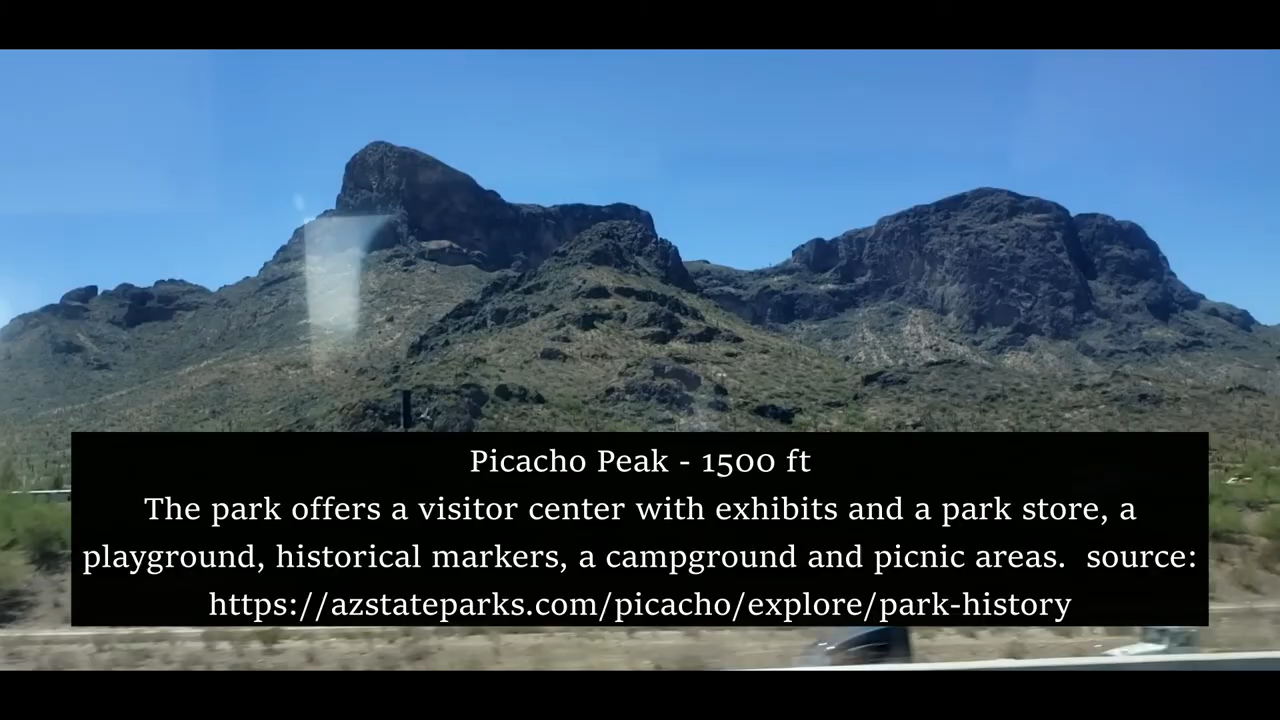 Picacho Peak - 1500 ft
The park offers a visitor center with exhibits and a park store, a
playground, historical markers, a campground and picnic areas.  source:
https://azstateparks.com/picacho/explore/park-history